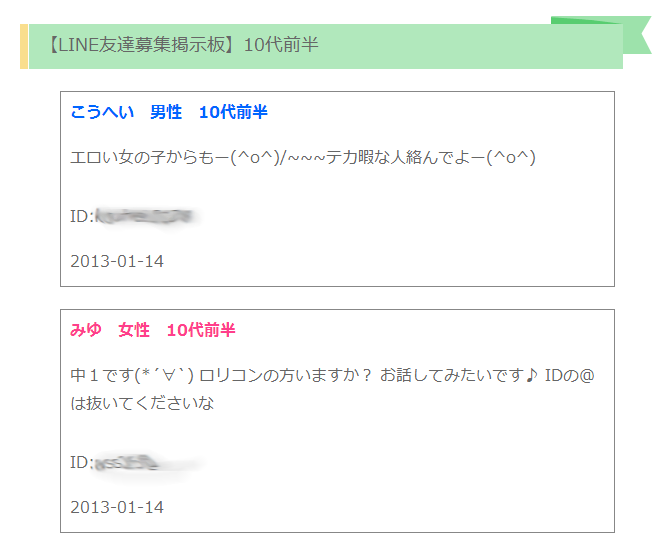 【LINE友達募集掲示板】10代前半
こうへい　男性　10代前半
エロい女の子からもー(^o^)/~~~テカ暇な人絡んでよー(^o^)
ID:
2013-01-14
みゆ　女性　10代前半
中１です(*´∀`) ロリコンの方いますか？ お話してみたいです♪ IDの@
は抜いてくださいな
ID:
2013-01-14